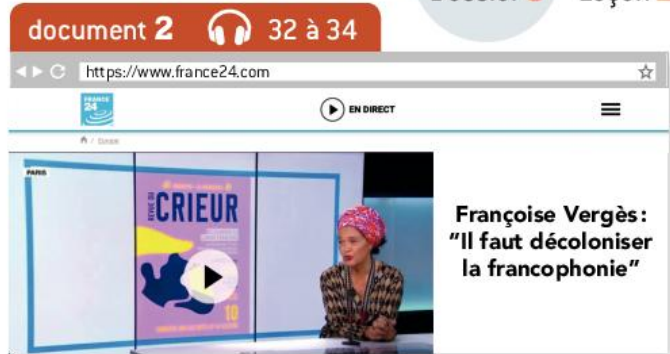 document 2 32 à 34
https://www.france24.com
FRANCE 24
EN DIRECT
/ Europe
PARIS
REVUE DU CRIEUR
10
Françoise Vergès :
"Il faut décoloniser
la francophonie"